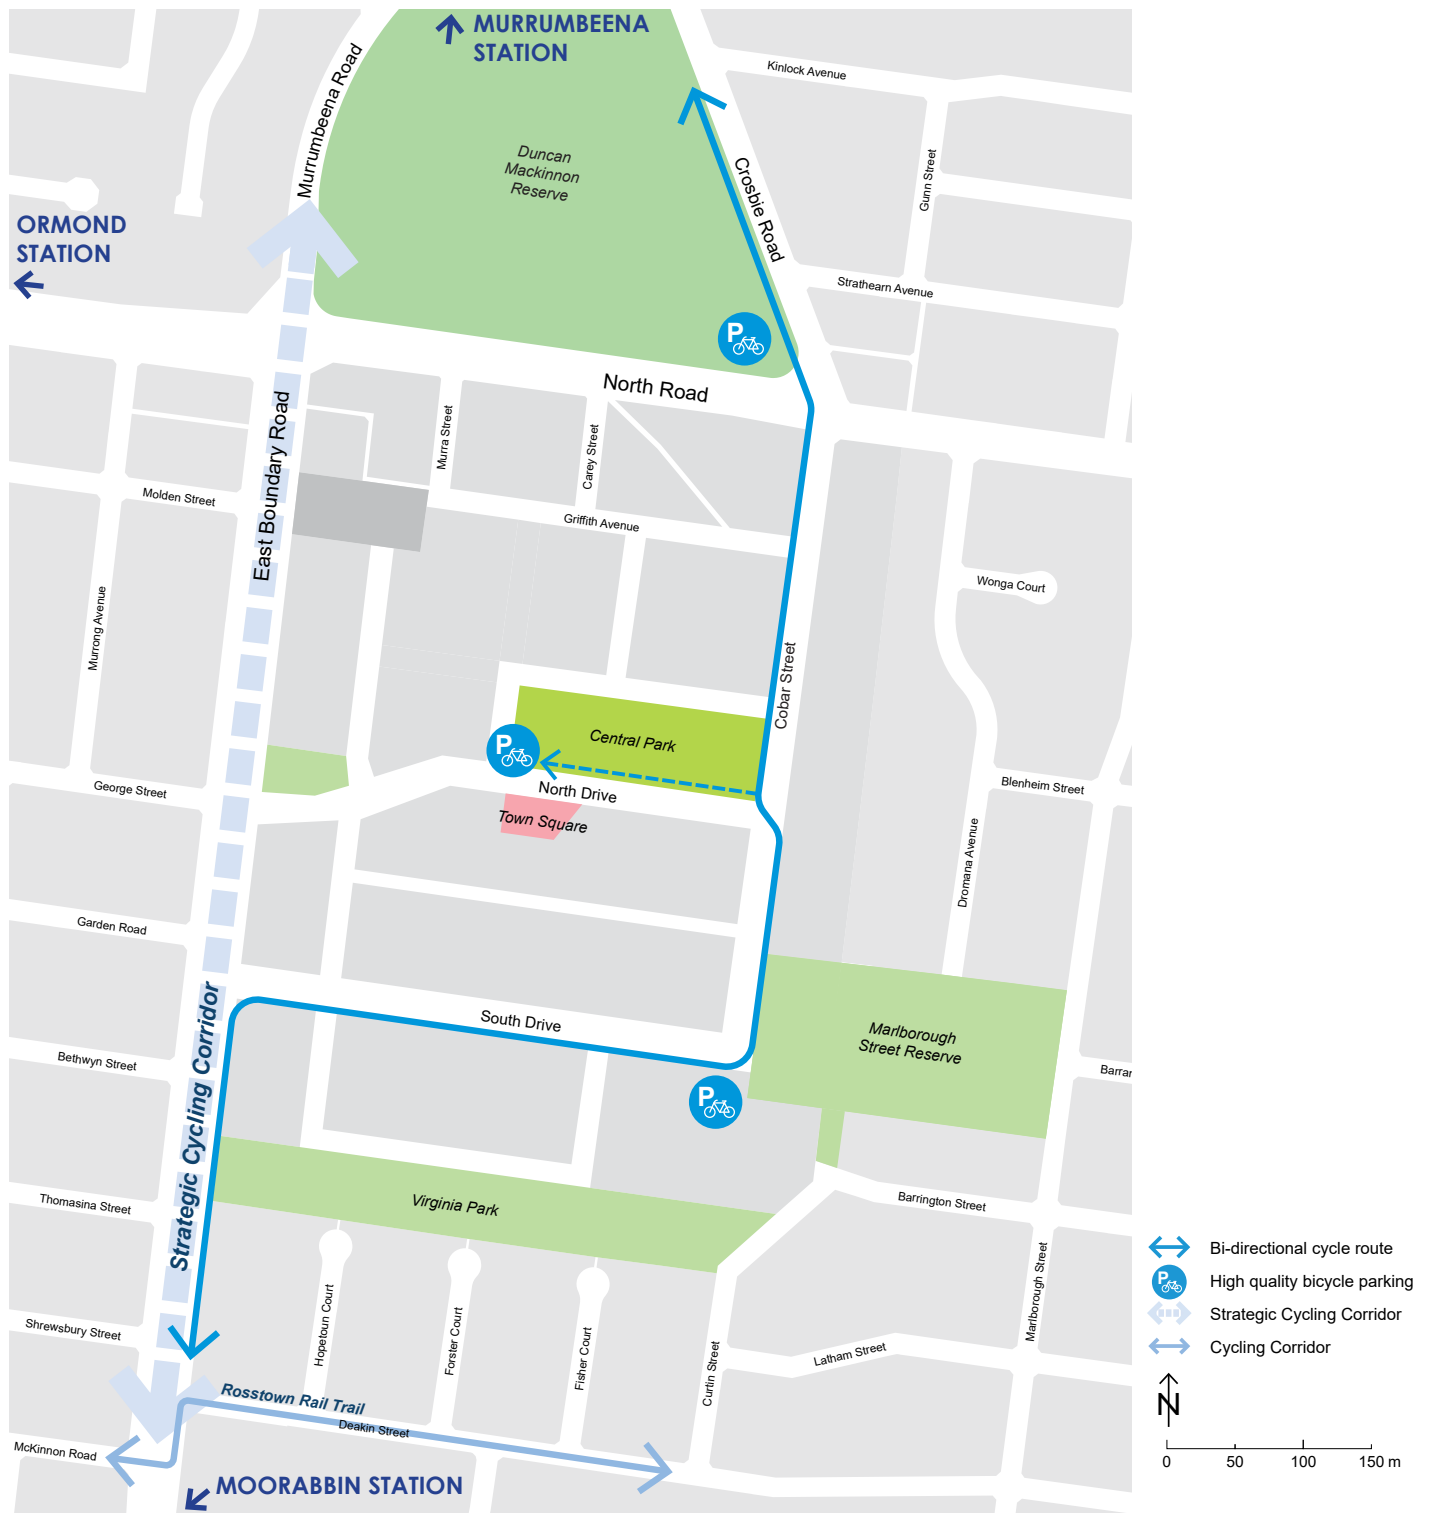 MURRUMBEENA
STATION
Kinlock Avenue
Murrumbeena Road
Duncan
Mackinnon
Reserve
Crosbie Road
Gunn Street
ORMOND
STATION
Strathearn Avenue
P
North Road
East Boundary Road
Murra Street
Carey Street
Molden Street
Griffith Avenue
Wonga Court
Murrong Avenue
Cobar Street
Central Park
P
George Street
North Drive
Town Square
Blenheim Street
Dromana Avenue
Garden Road
Strategic Cycling Corridor
South Drive
Marlborough
Street Reserve
Bethwyn Street
Barrar
P
Thomasina Street
Virginia Park
Barrington Street
Marlborough Street
Shrewsbury Street
Hopetoun Court
Forster Court
Fisher Court
Curtin Street
Latham Street
Rosstown Rail Trail
Deakin Street
McKinnon Road
MOORABBIN STATION
Bi-directional cycle route
P
High quality bicycle parking
Strategic Cycling Corridor
Cycling Corridor
N
0 50 100 150 m